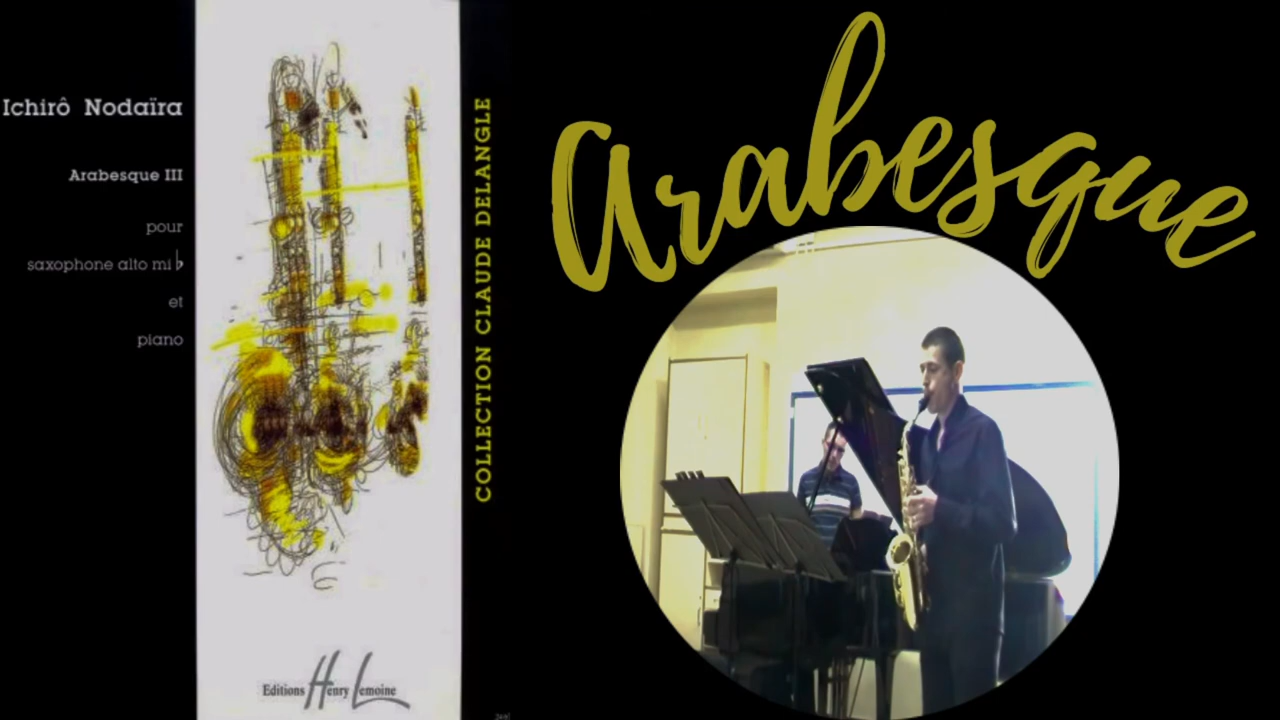 Ichirô Nodaïra
Arabesque III
pour
saxophone alto mi ♭
et
piano
COLLECTION CLAUDE DELANGLE
Editions Henry Lemoine
Arabesque